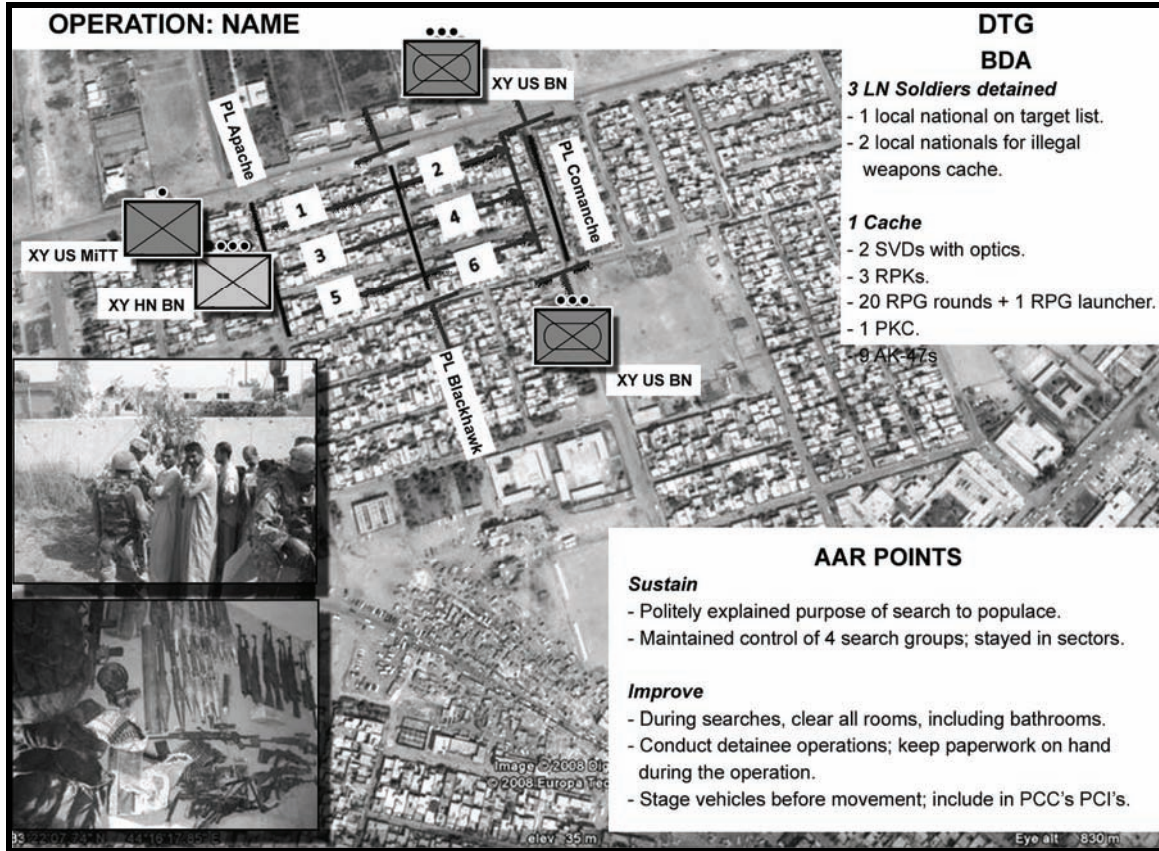 OPERATION: NAME
DTG
BDA
3 LN Soldiers detained
- 1 local national on target list.
- 2 local nationals for illegal
weapons cache.
1 Cache
- 2 SVDs with optics.
- 3 RPKs.
- 20 RPG rounds + 1 RPG launcher.
- 1 PKC.
- 9 AK-47s
XY US BN
PL Apache
PL Comanche
1
2
3
4
5
6
XY US MiTT
XY HN BN
XY US BN
PL Blackhawk
AAR POINTS
Sustain
- Politely explained purpose of search to populace.
- Maintained control of 4 search groups; stayed in sectors.
Improve
- During searches, clear all rooms, including bathrooms.
- Conduct detainee operations; keep paperwork on hand
during the operation.
- Stage vehicles before movement; include in PCC's PCI's.
Image © 2008 Dig
© 2008 Europa Tec
elev 35 m
Eye alt 830 m